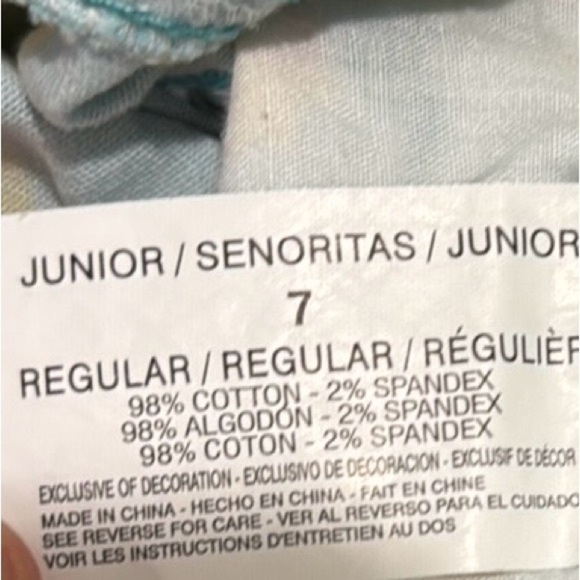 JUNIOR / SENORITAS / JUNIOR
7
REGULAR / REGULAR / RÉGULIÈR
98% COTTON - 2% SPANDEX
98% ALGODÓN - 2% SPANDEX
98% COTON - 2% SPANDEX
EXCLUSIVE OF DECORATION - EXCLUSIVO DE DECORACION - EXCLUSIF DE DÉCOR
MADE IN CHINA - HECHO EN CHINA - FAIT EN CHINE
SEE REVERSE FOR CARE - VER AL REVERSO PARA EL CUIDADO
VOIR LES INSTRUCTIONS D'ENTRETIEN AU DOS